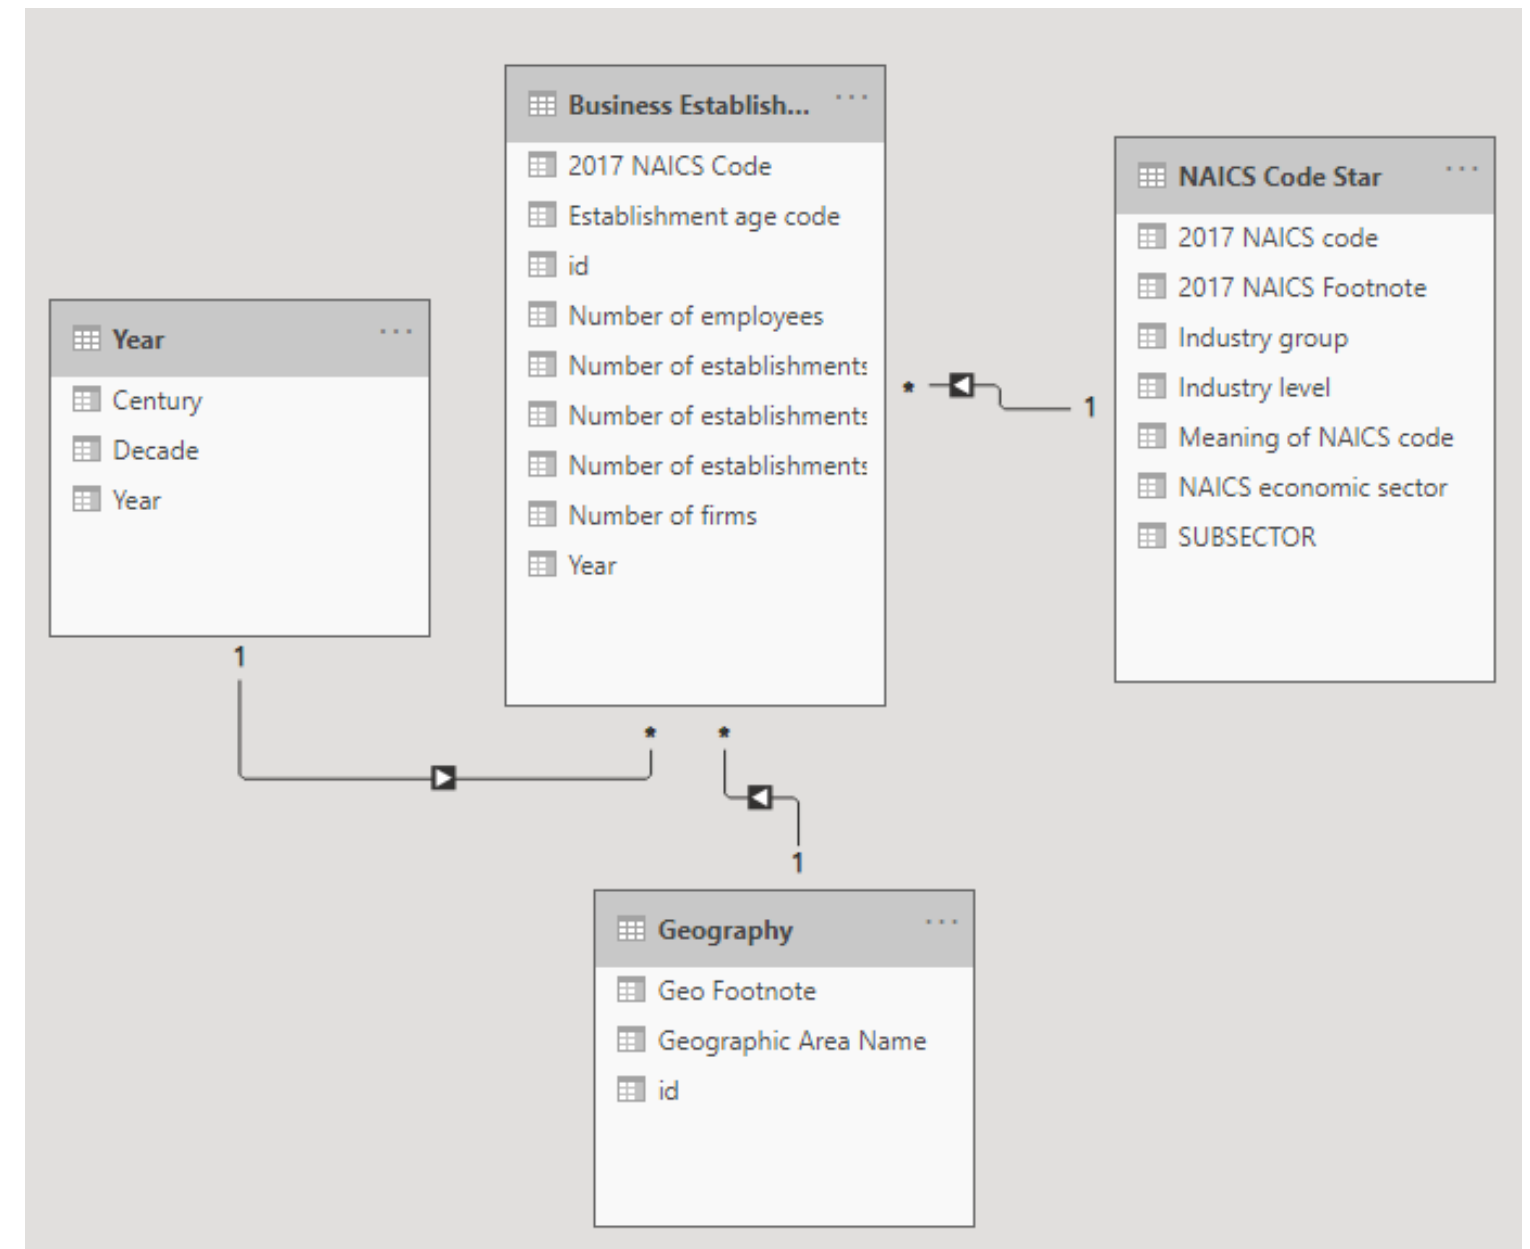 Business Establish... ...
2017 NAICS Code
Establishment age code
id
Number of employees
Number of establishments
Number of establishments
Number of establishments
Number of firms
Year
NAICS Code Star ...
2017 NAICS code
2017 NAICS Footnote
Industry group
Industry level
Meaning of NAICS code
NAICS economic sector
SUBSECTOR
Year ...
Century
Decade
Year
* 1
1
* *
1
Geography ...
Geo Footnote
Geographic Area Name
id